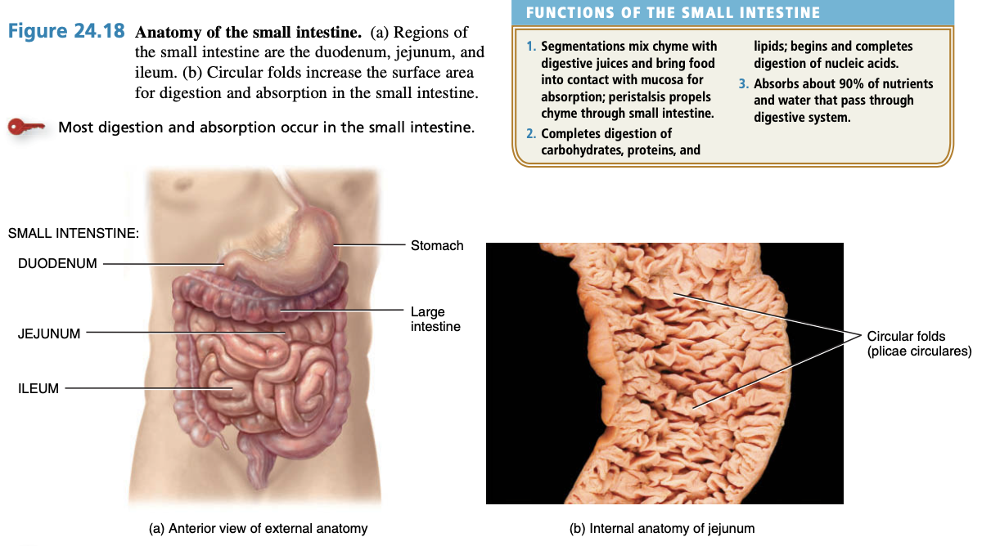 Figure 24.18 Anatomy of the small intestine. (a) Regions of
the small intestine are the duodenum, jejunum, and
ileum. (b) Circular folds increase the surface area
for digestion and absorption in the small intestine.
Most digestion and absorption occur in the small intestine.
FUNCTIONS OF THE SMALL INTESTINE
1. Segmentations mix chyme with
digestive juices and bring food
into contact with mucosa for
absorption; peristalsis propels
chyme through small intestine.
2. Completes digestion of
carbohydrates, proteins, and
lipids; begins and completes
digestion of nucleic acids.
3. Absorbs about 90% of nutrients
and water that pass through
digestive system.
SMALL INTENSTINE:
DUODENUM
JEJUNUM
ILEUM
Stomach
Large
intestine
(a) Anterior view of external anatomy
Circular folds
(plicae circulares)
(b) Internal anatomy of jejunum